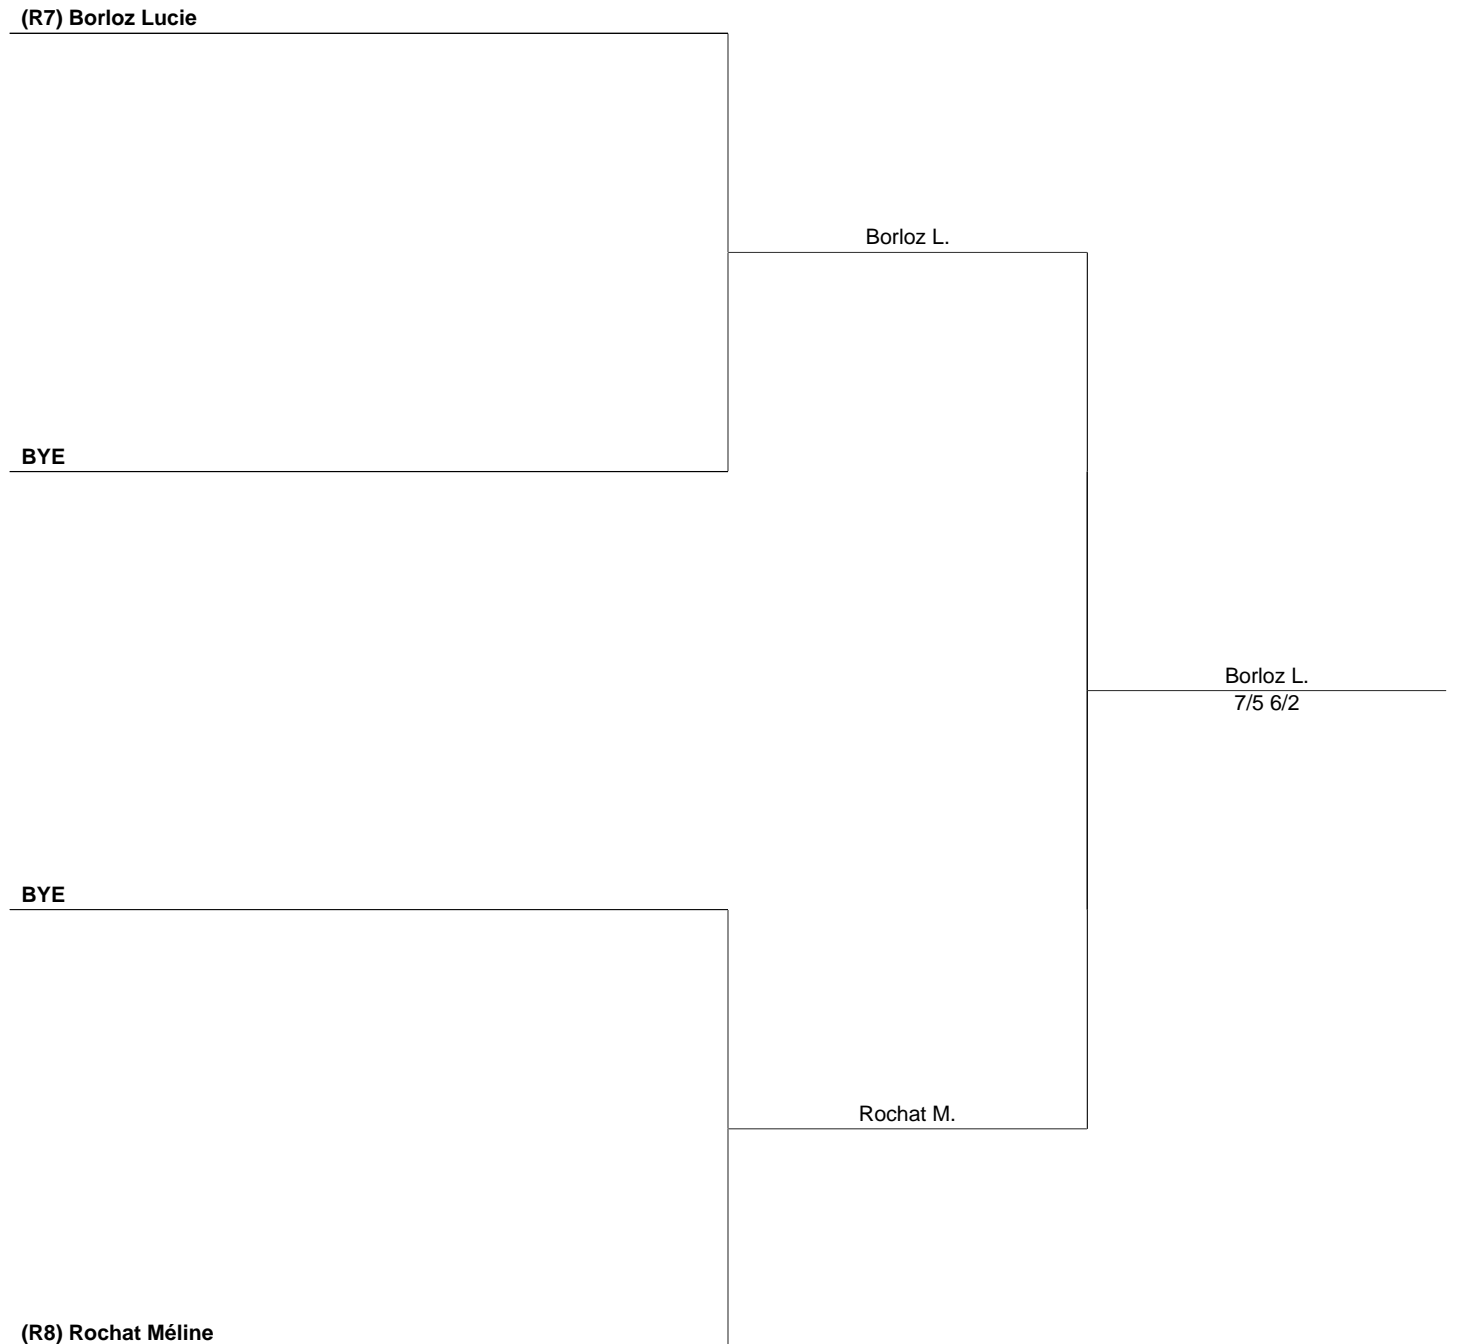 (R7) Borloz Lucie
Borloz L.
BYE
Borloz L.
7/5 6/2
BYE
Rochat M.
(R8) Rochat Méline